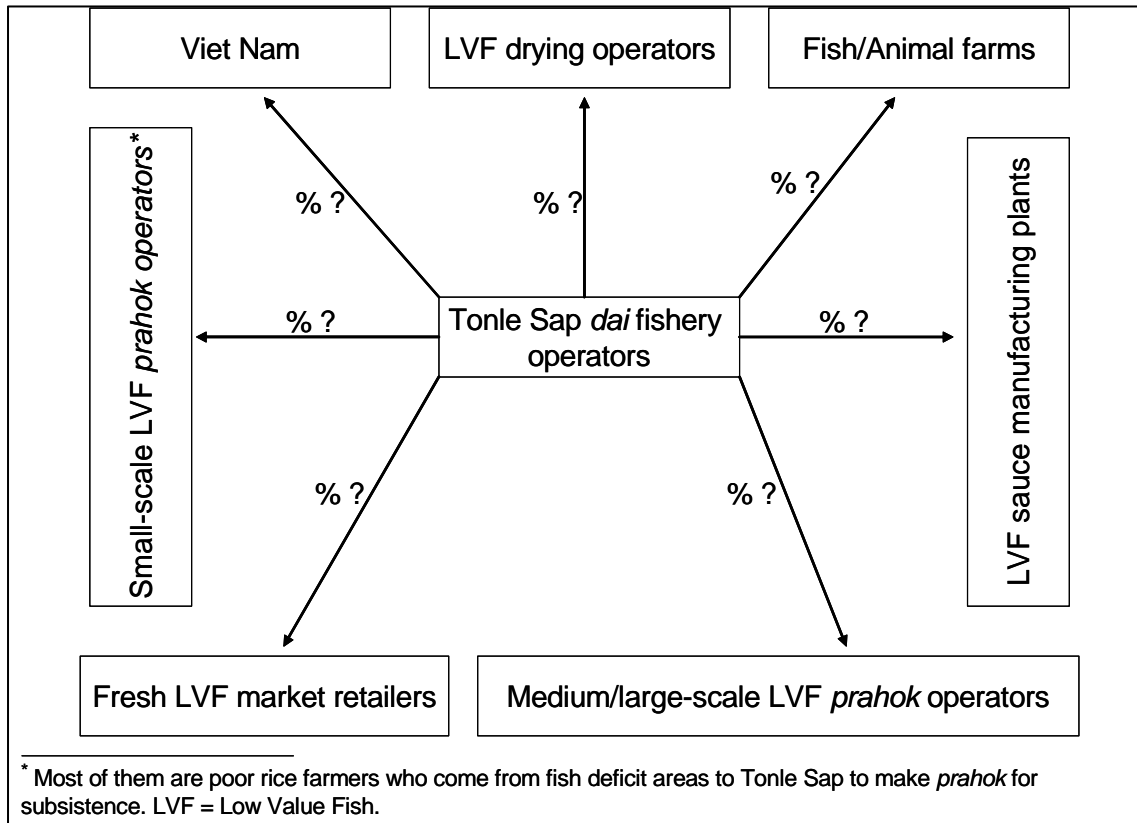 Viet Nam
LVF drying operators
Fish/Animal farms
Small-scale LVF prahok operators*
LVF sauce manufacturing plants
% ?
% ?
% ?
% ?
Tonle Sap dai fishery
operators
% ?
% ?
% ?
Fresh LVF market retailers
Medium/large-scale LVF prahok operators
* Most of them are poor rice farmers who come from fish deficit areas to Tonle Sap to make prahok for
subsistence. LVF = Low Value Fish.